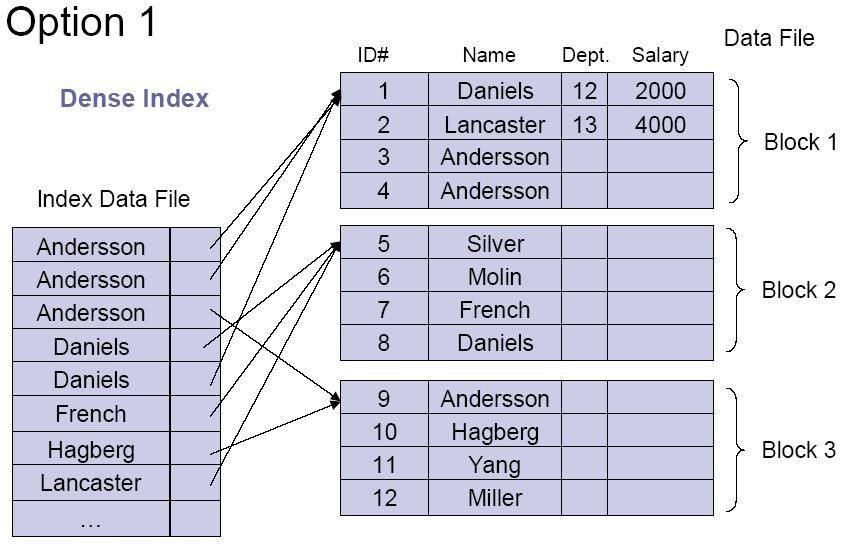 Option 1
Dense Index
Index Data File
Andersson
Andersson
Andersson
Daniels
Daniels
French
Hagberg
Lancaster
...
ID# Name Dept. Salary
Data File
1 Daniels 12 2000
2 Lancaster 13 4000
3 Andersson
4 Andersson
Block 1
5 Silver
6 Molin
7 French
8 Daniels
Block 2
9 Andersson
10 Hagberg
11 Yang
12 Miller
Block 3